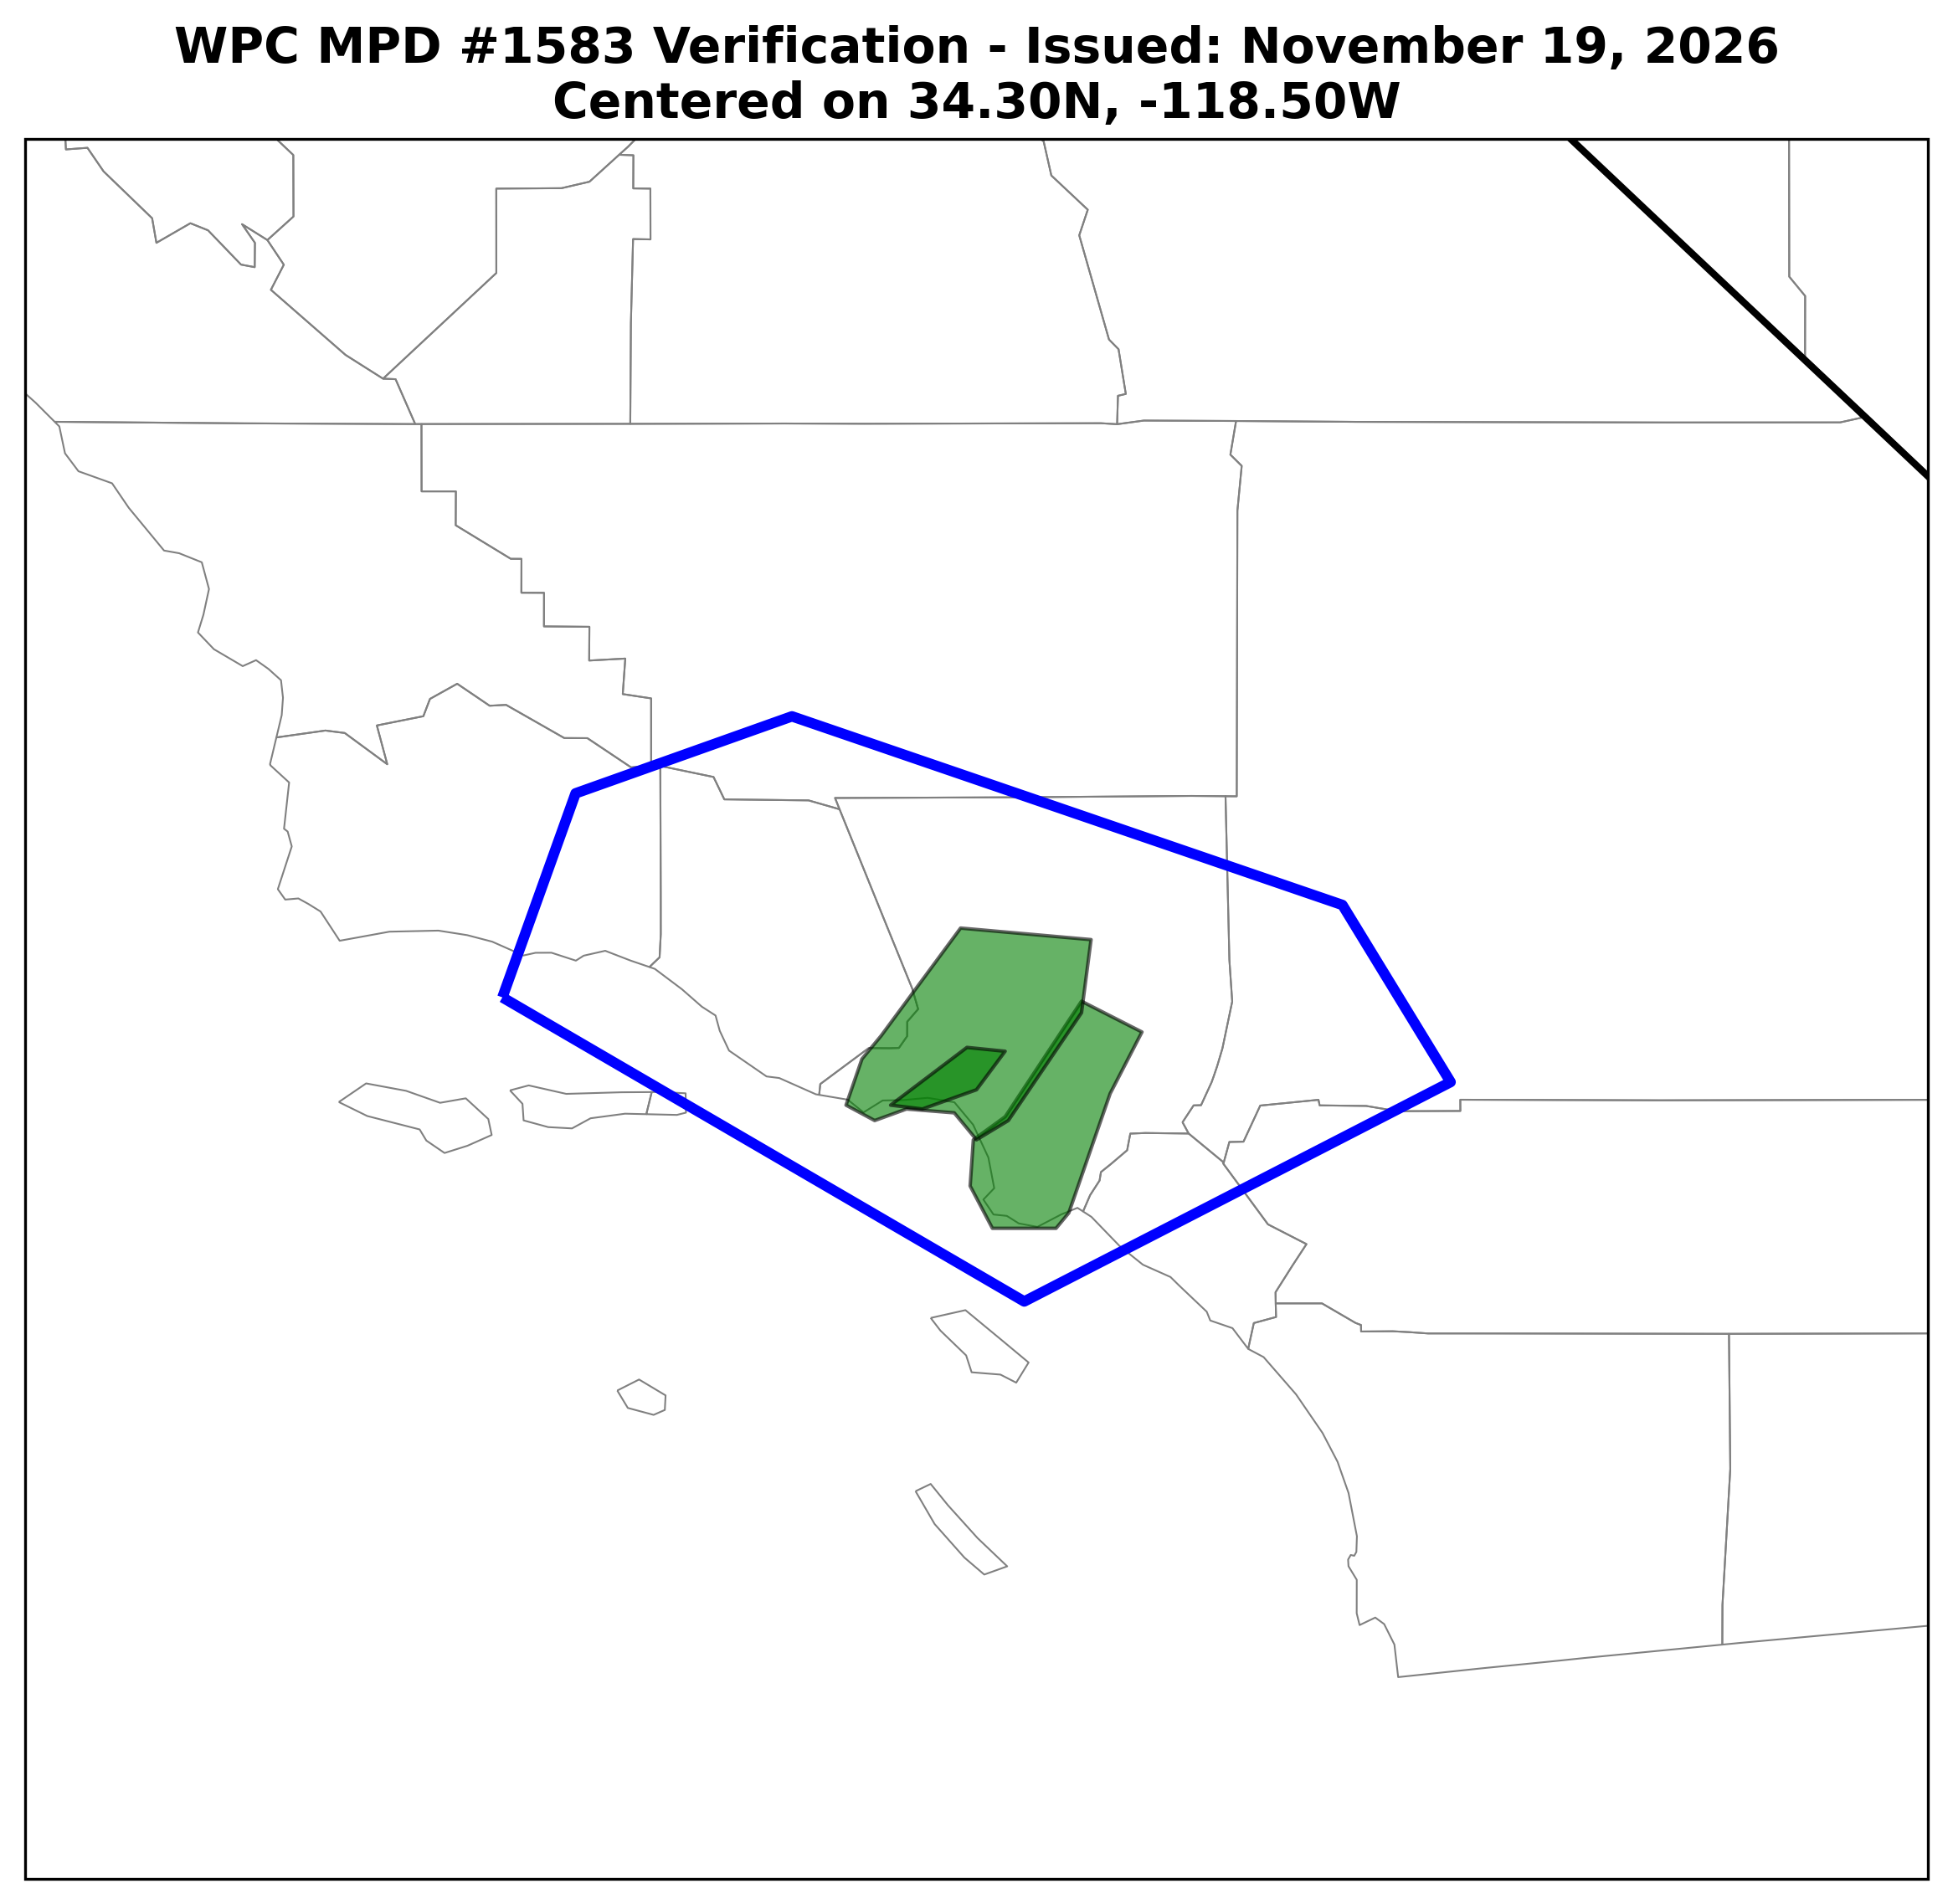 WPC MPD #1583 Verification - Issued: November 19, 2026
Centered on 34.30N, -118.50W